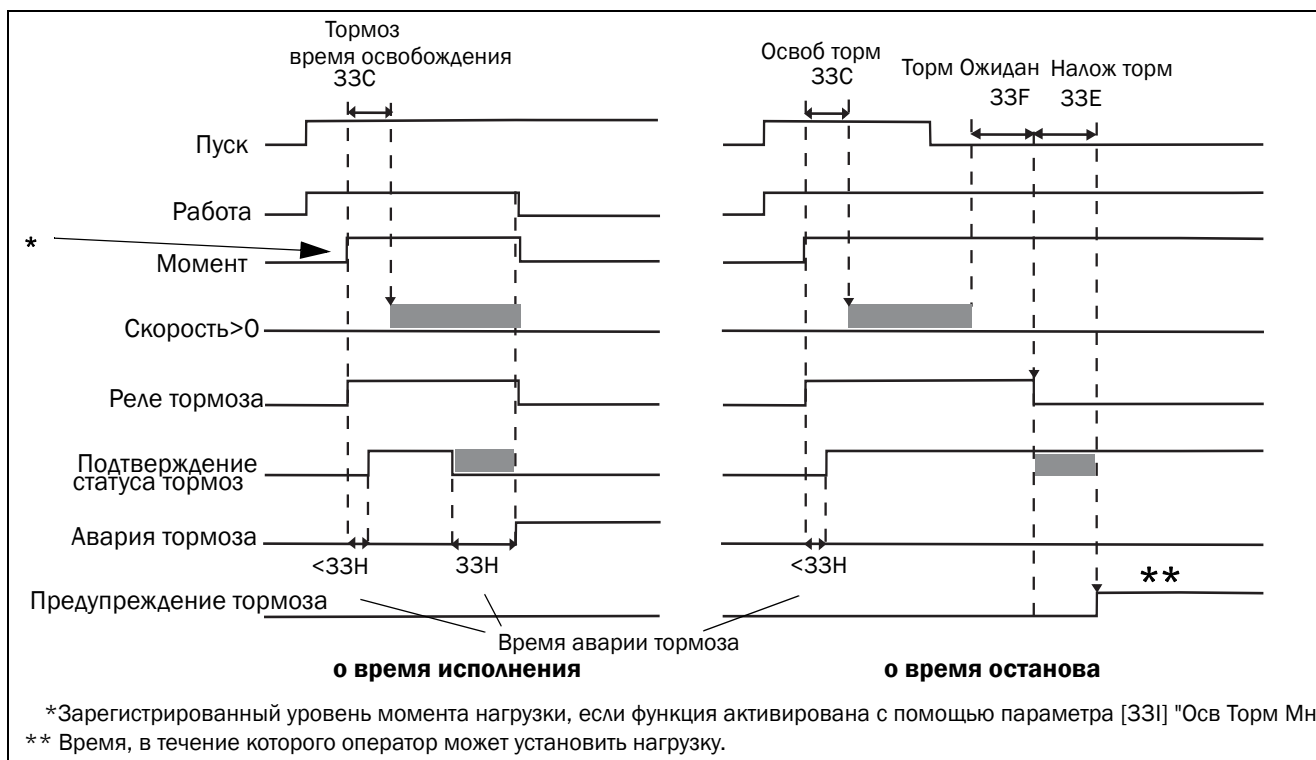 Тормоз
время освобождения
33C
Освоб торм
33C
Торм Ожидан
33F
Налож торм
33E
Пуск
Работа
*
Момент
Скорость>0
Реле тормоза
Подтверждение
статуса тормоз
Авария тормоза
<33H
33H
<33H
**
Предупреждение тормоза
Время аварии тормоза
о время исполнения
о время останова
*Зарегистрированный уровень момента нагрузки, если функция активирована с помощью параметра [33I] "Осв Торм Мн
** Время, в течение которого оператор может установить нагрузку.